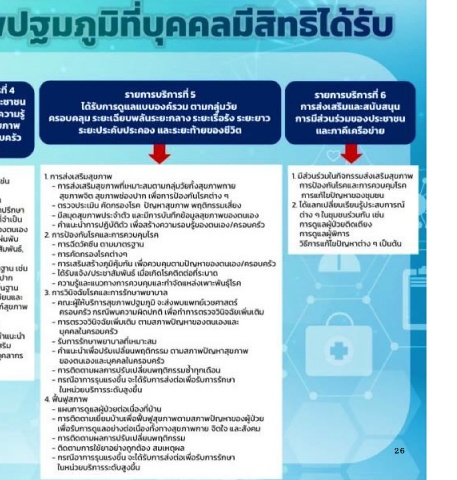 ปฐมภูมิที่บุคคลมีสิทธิได้รับ
ที่ 4
ะชาชน
ความรู้
ภาพ
บครัว
รายการบริการที่ 5
ได้รับการดูแลแบบองค์รวม ตามกลุ่มวัย
ครอบคลุม ระยะเฉียบพลันระยะกลาง ระยะเรื้อรัง ระยะยาว
ระยะประคับประคอง และระยะท้ายของชีวิต
รายการบริการที่ 6
การส่งเสริมและสนับสนุน
การมีส่วนร่วมของประชาชน
และภาคีเครือข่าย
1. การส่งเสริมสุขภาพ
- การส่งเสริมสุขภาพที่เหมาะสมตามกลุ่มวัยทั้งสุขภาพกาย
สุขภาพจิต สุขภาพช่องปาก เพื่อการป้องกันโรคต่าง ๆ
- ตรวจประเมิน คัดกรองโรค ปัญหาสุขภาพ พฤติกรรมเสี่ยง
- มีสมุดสุขภาพประจำตัว และมีการบันทึกข้อมูลสุขภาพของตนเอง
- คำแนะนำการปฏิบัติตัว เพื่อสร้างความรอบรู้ของตนเอง/ครอบครัว
2. การป้องกันโรคและการควบคุมโรค
- การฉีดวัคซีน ตามมาตรฐาน
- การคัดกรองโรคต่างๆ
- การเสริมสร้างภูมิคุ้มกัน เพื่อควบคุมตามปัญหาของตนเอง/ครอบครัว
- ได้รับแจ้ง/ประชาสัมพันธ์ เมื่อเกิดโรคติดต่อที่ระบาด
- ความรู้และแนวทางการควบคุมและกำจัดแหล่งเพาะพันธุ์โรค
3. การวินิจฉัยโรคและการรักษาพยาบาล
- คณะผู้ให้บริการสุขภาพปฐมภูมิ จะส่งพบแพทย์เวชศาสตร์
ครอบครัว กรณีพบความผิดปกติ เพื่อทำการตรวจวินิจฉัยเพิ่มเติม
- การตรวจวินิจฉัยเพิ่มเติม ตามสภาพปัญหาของตนเองและ
บุคคลในครอบครัว
- รับการรักษาพยาบาลที่เหมาะสม
- คำแนะนำเพื่อปรับเปลี่ยนพฤติกรรม ตามสภาพปัญหาสุขภาพ
ของตนเองและบุคคลในครอบครัว
- การติดตามผลการปรับเปลี่ยนพฤติกรรมซ้ำทุกเดือน
- กรณีอาการรุนแรงขึ้น จะได้รับการส่งต่อเพื่อรับการรักษา
ในหน่วยบริการระดับสูงขึ้น
4. ฟื้นฟูสภาพ
- แผนการดูแลผู้ป่วยต่อเนื่องที่บ้าน
- การติดตามเยี่ยมบ้านเพื่อฟื้นฟูสุขภาพตามสภาพปัญหาของผู้ป่วย
เพื่อรับการดูแลอย่างต่อเนื่องทั้งทางสุขภาพกาย จิตใจ และสังคม
- การติดตามผลการปรับเปลี่ยนพฤติกรรม
- ติดตามการใช้ยาอย่างถูกต้อง สมเหตุผล
- กรณีอาการรุนแรงขึ้น จะได้รับการส่งต่อเพื่อรับการรักษา
ในหน่วยบริการระดับสูงขึ้น
1. มีส่วนร่วมในกิจกรรมส่งเสริมสุขภาพ
การป้องกันโรคและการควบคุมโรค
การแก้ไขปัญหาของชุมชน
2. ได้แลกเปลี่ยนเรียนรู้ประสบการณ์
ต่าง ๆ ในชุมชนร่วมกัน เช่น
การดูแลผู้ป่วยติดเตียง
การดูแลผู้พิการ
วิธีการแก้ไขปัญหาต่าง ๆ เป็นต้น
26